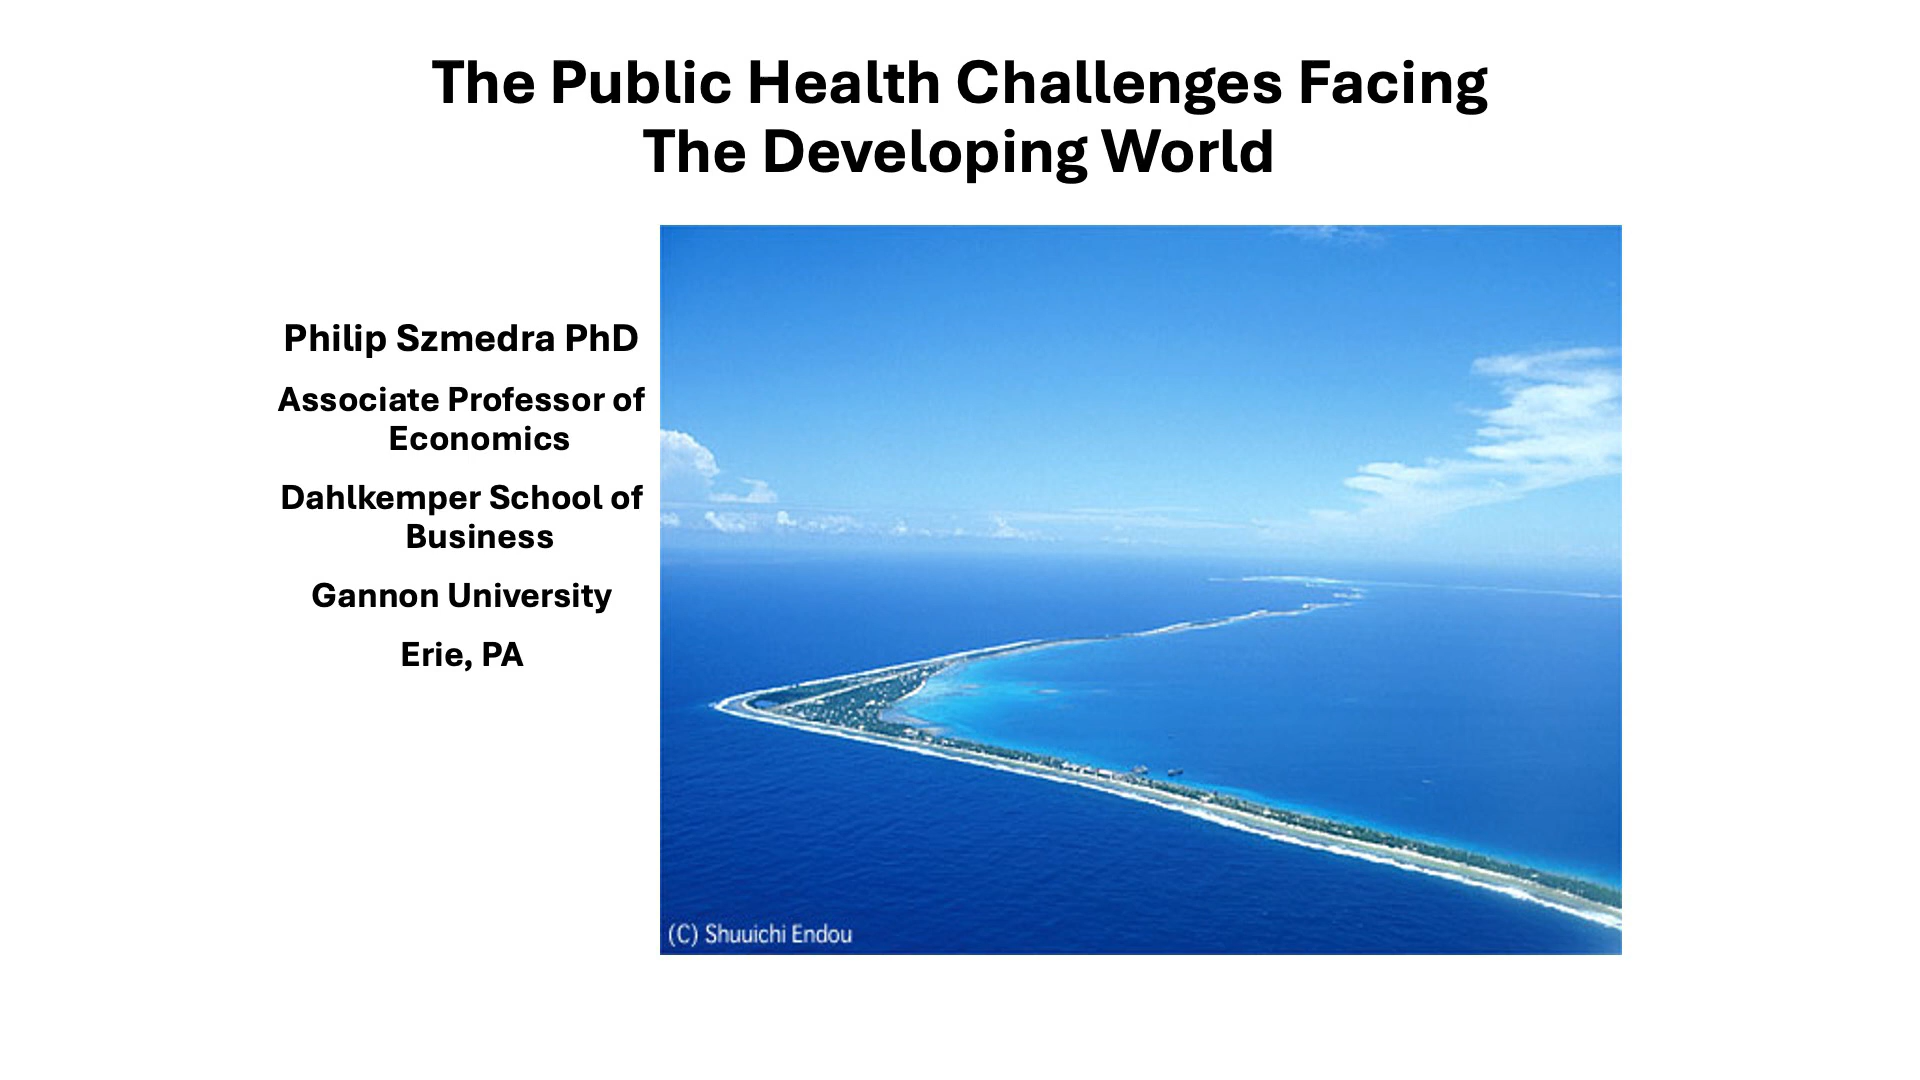 The Public Health Challenges Facing
The Developing World
Philip Szmedra PhD
Associate Professor of
Economics
Dahlkemper School of
Business
Gannon University
Erie, PA
(C) Shuuichi Endou